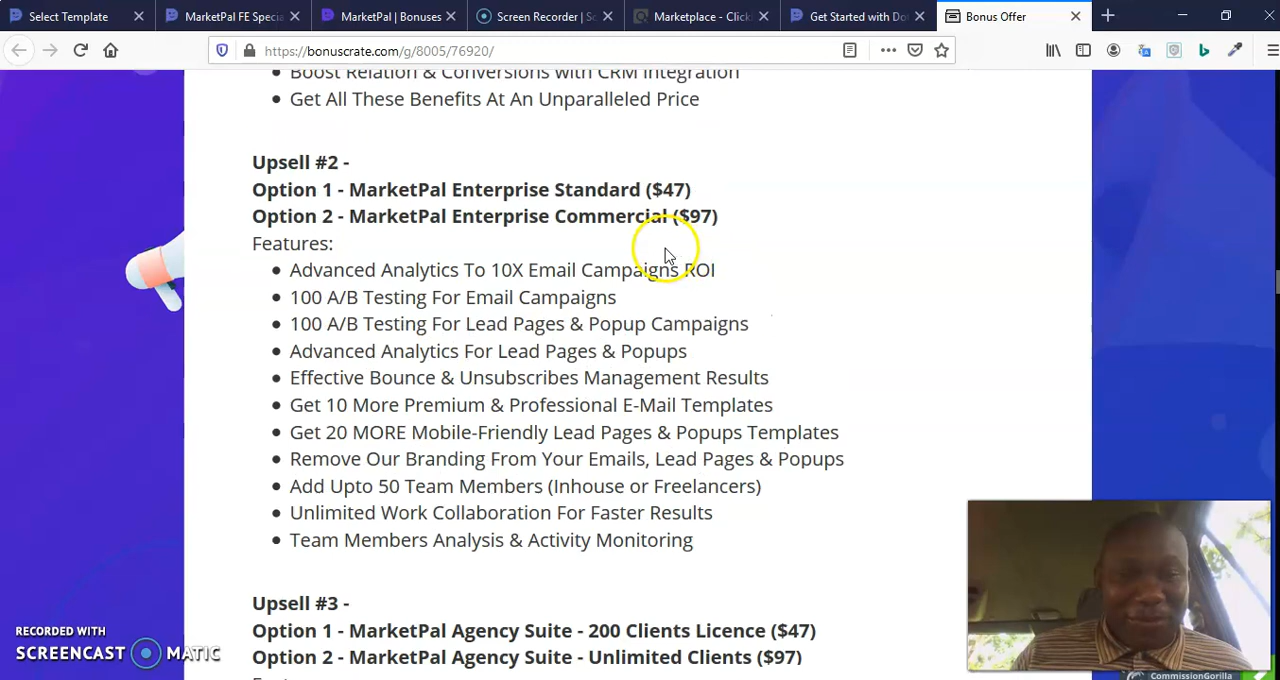 Select Template
MarketPal FE Specia
MarketPal | Bonuses
Screen Recorder | Sc
Marketplace - Click
Get Started with Do
Bonus Offer
https://bonuscrate.com/g/8005/76920/
Boost Relation & Conversions with CRM Integration
Get All These Benefits At An Unparalleled Price
Upsell #2 -
Option 1 - MarketPal Enterprise Standard ($47)
Option 2 - MarketPal Enterprise Commercial ($97)
Features:
Advanced Analytics To 10X Email Campaigns ROI
100 A/B Testing For Email Campaigns
100 A/B Testing For Lead Pages & Popup Campaigns
Advanced Analytics For Lead Pages & Popups
Effective Bounce & Unsubscribes Management Results
Get 10 More Premium & Professional E-Mail Templates
Get 20 MORE Mobile-Friendly Lead Pages & Popups Templates
Remove Our Branding From Your Emails, Lead Pages & Popups
Add Upto 50 Team Members (Inhouse or Freelancers)
Unlimited Work Collaboration For Faster Results
Team Members Analysis & Activity Monitoring
Upsell #3 -
Option 1 - MarketPal Agency Suite - 200 Clients Licence ($47)
Option 2 - MarketPal Agency Suite - Unlimited Clients ($97)
RECORDED WITH
SCREENCAST MATIC
CommissionGorilla